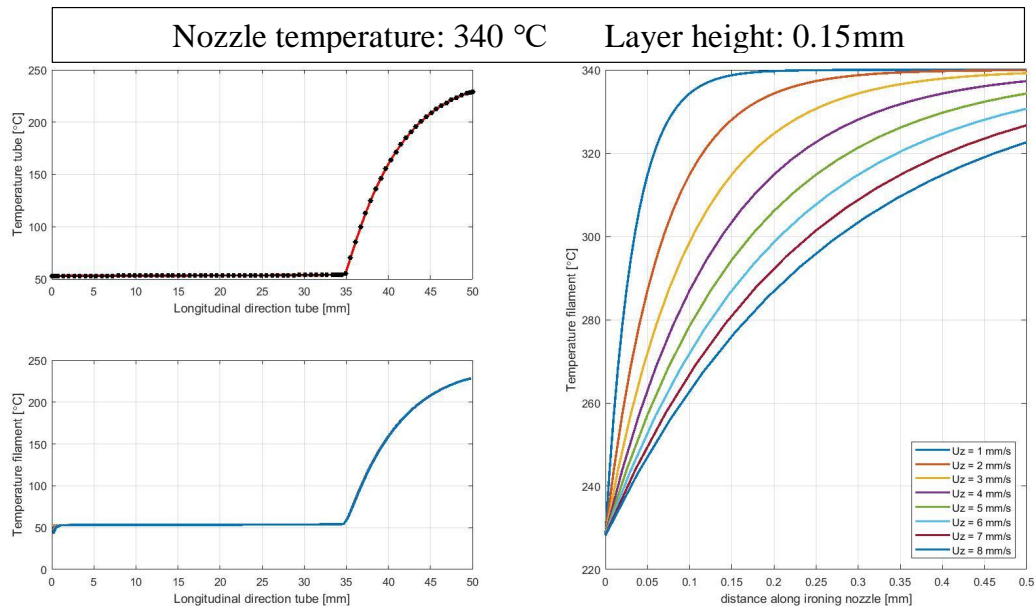 Nozzle temperature: 340 °C Layer height: 0.15mm
250
200
150
100
50
Temperature tube [°C]
0 5 10 15 20 25 30 35 40 45 50
Longitudinal direction tube [mm]
250
200
150
100
50
0
Temperature filament [°C]
0 5 10 15 20 25 30 35 40 45 50
Longitudinal direction tube [mm]
340
320
300
280
260
240
220
Temperature filament [°C]
0 0.05 0.1 0.15 0.2 0.25 0.3 0.35 0.4 0.45 0.5
distance along ironing nozzle [mm]
Uz = 1 mm/s
Uz = 2 mm/s
Uz = 3 mm/s
Uz = 4 mm/s
Uz = 5 mm/s
Uz = 6 mm/s
Uz = 7 mm/s
Uz = 8 mm/s